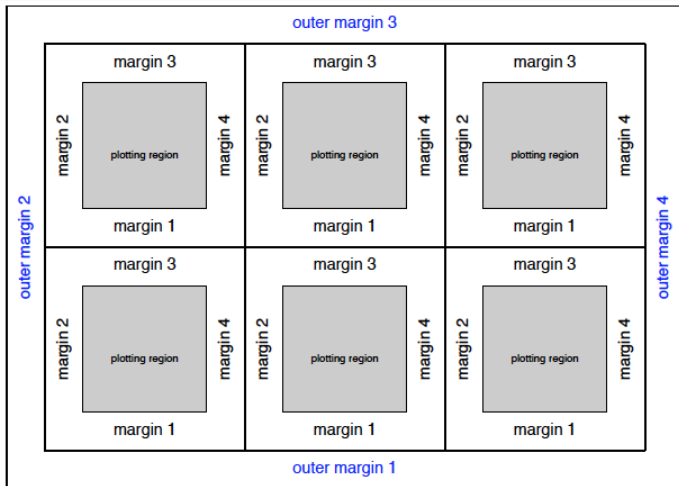 outer margin 3
margin 3 margin 3 margin 3
margin 2 plotting region margin 4 margin 2 plotting region margin 4 margin 2 plotting region margin 4
margin 1 margin 1 margin 1
outer margin 2
outer margin 4
margin 3 margin 3 margin 3
margin 2 plotting region margin 4 margin 2 plotting region margin 4 margin 2 plotting region margin 4
margin 1 margin 1 margin 1
outer margin 1